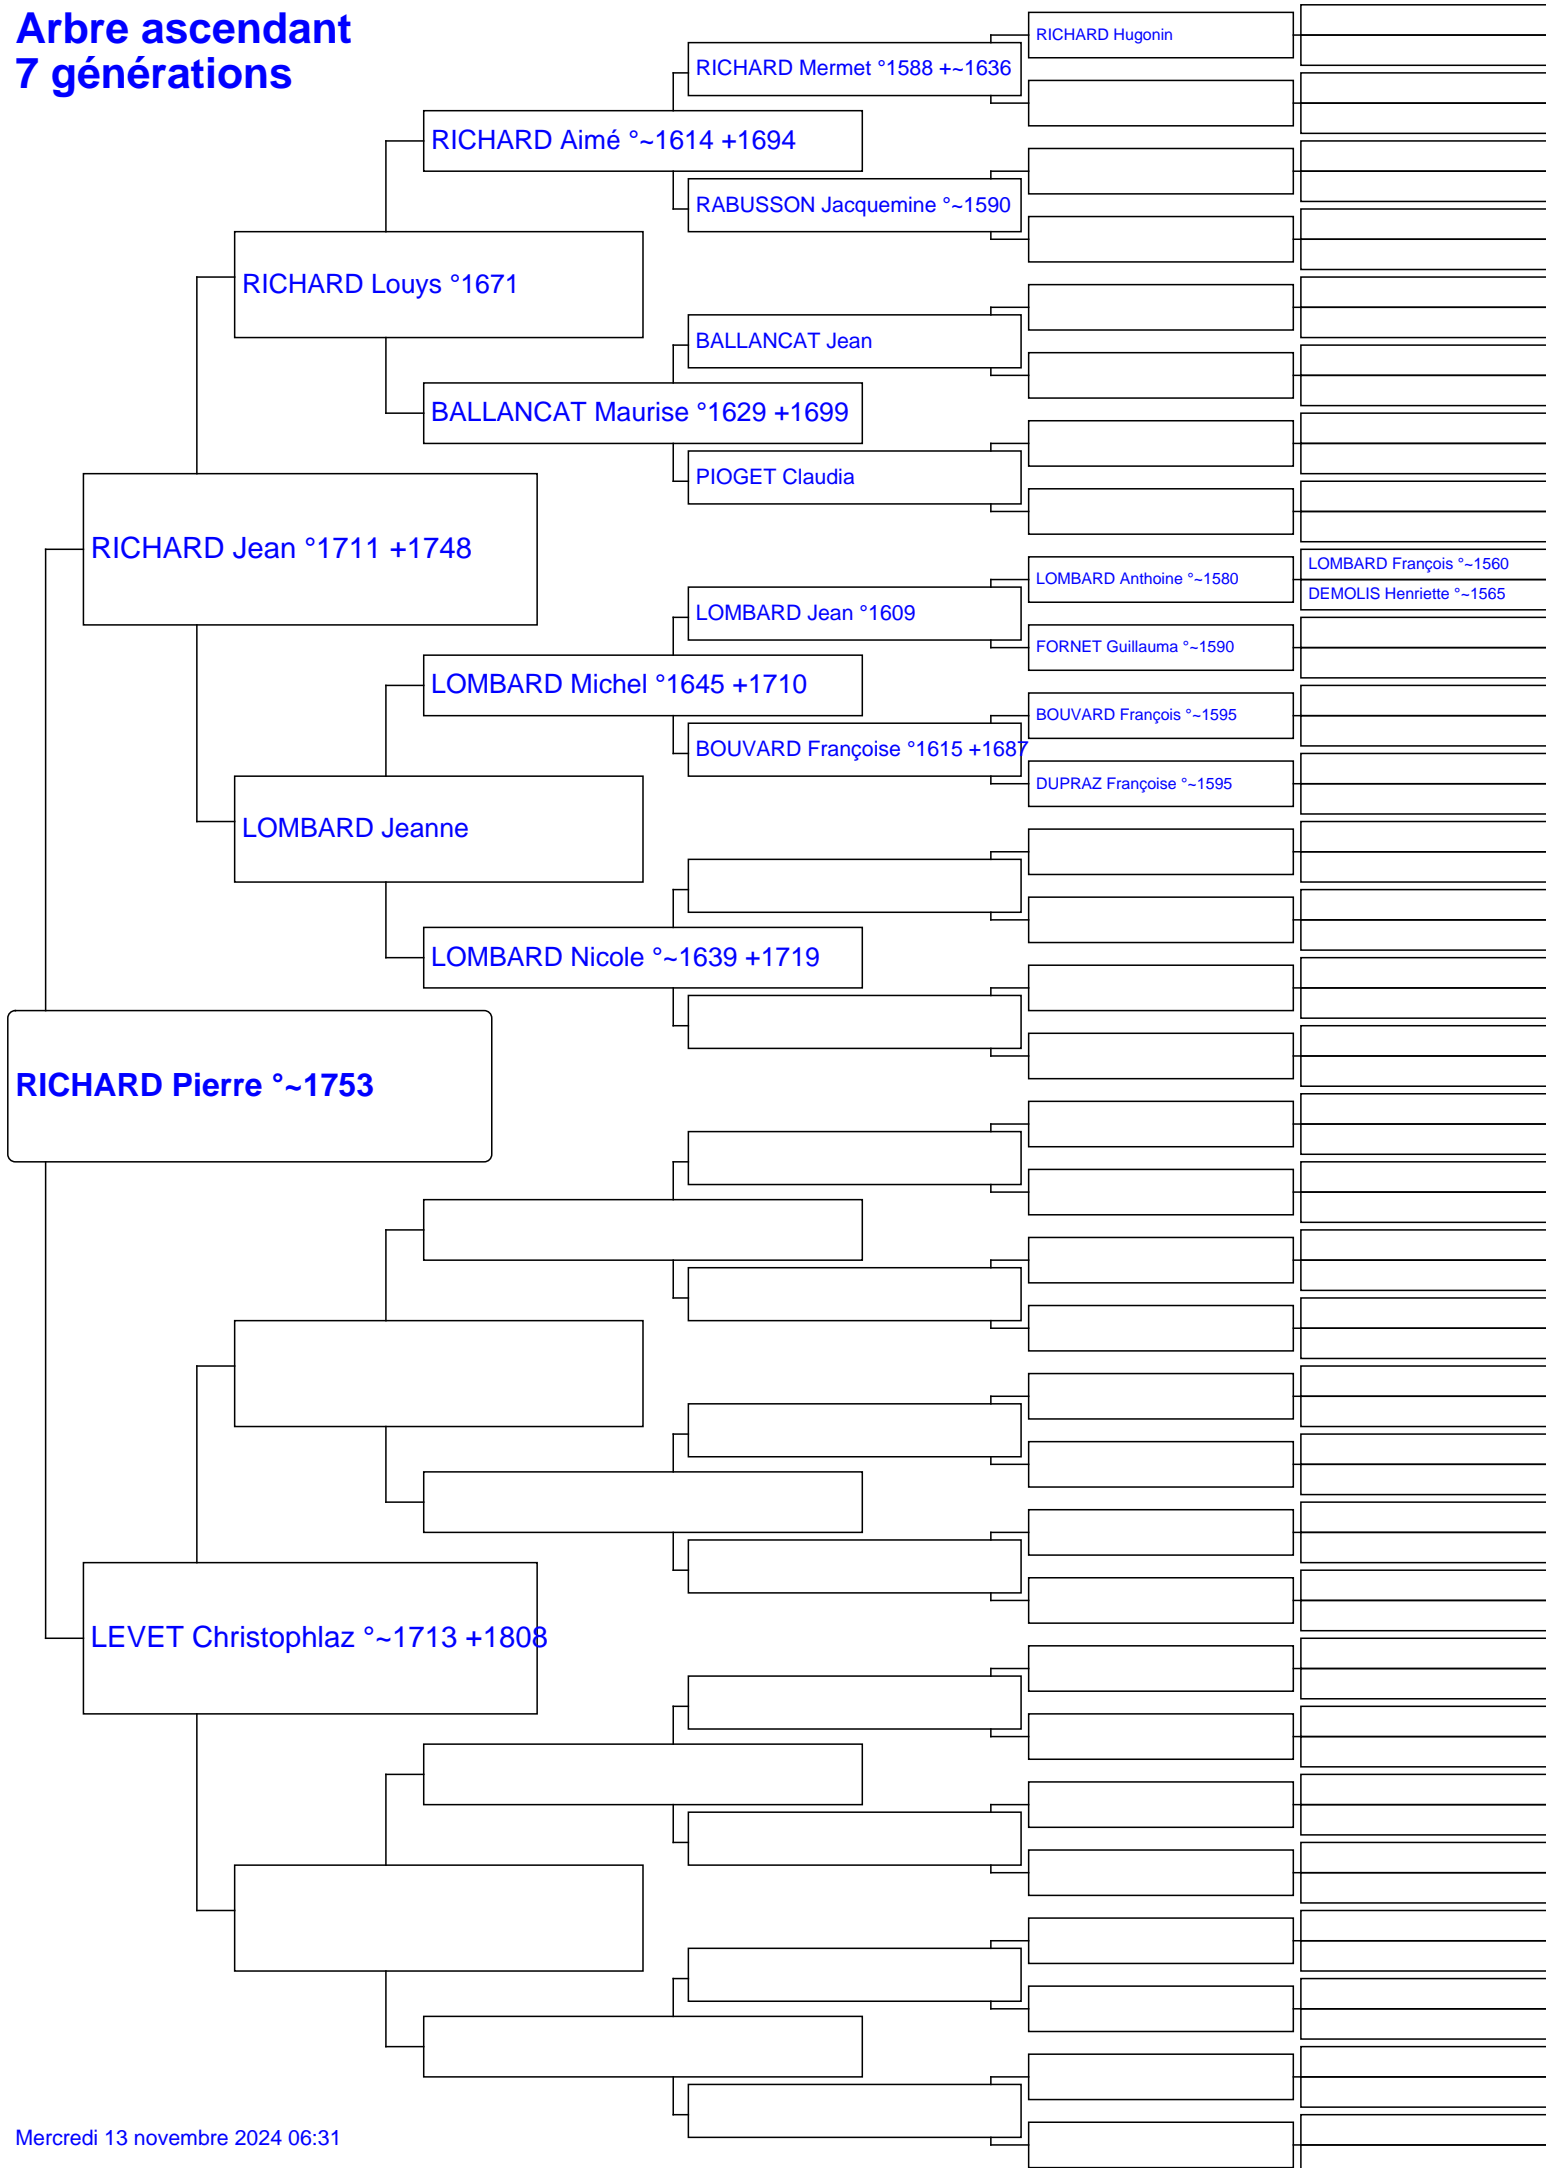 Arbre ascendant
7 générations
RICHARD Hugonin
RICHARD Mermet °1588 +~1636
RICHARD Aimé °~1614 +1694
RABUSSON Jacquemine °~1590
RICHARD Louys °1671
BALLANCAT Jean
BALLANCAT Maurise °1629 +1699
PIOGET Claudia
RICHARD Jean °1711 +1748
LOMBARD François °~1560
LOMBARD Anthoine °~1580
DEMOLIS Henriette °~1565
LOMBARD Jean °1609
FORNET Guillauma °~1590
LOMBARD Michel °1645 +1710
BOUVARD François °~1595
BOUVARD Françoise °1615 +1687
DUPRAZ Françoise °~1595
LOMBARD Jeanne
LOMBARD Nicole °~1639 +1719
RICHARD Pierre °~1753
LEVET Christophlaz °~1713 +1808
Mercredi 13 novembre 2024 06:31